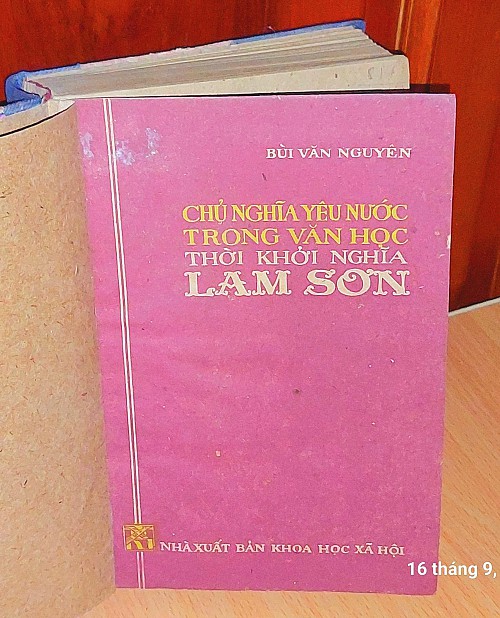 BÙI VĂN NGUYÊN
CHỦ NGHĨA YÊU NƯỚC
TRONG VĂN HỌC
THỜI KHỞI NGHĨA
LAM SƠN
NHÀ XUẤT BẢN KHOA HỌC XÃ HỘI
16 tháng 9,